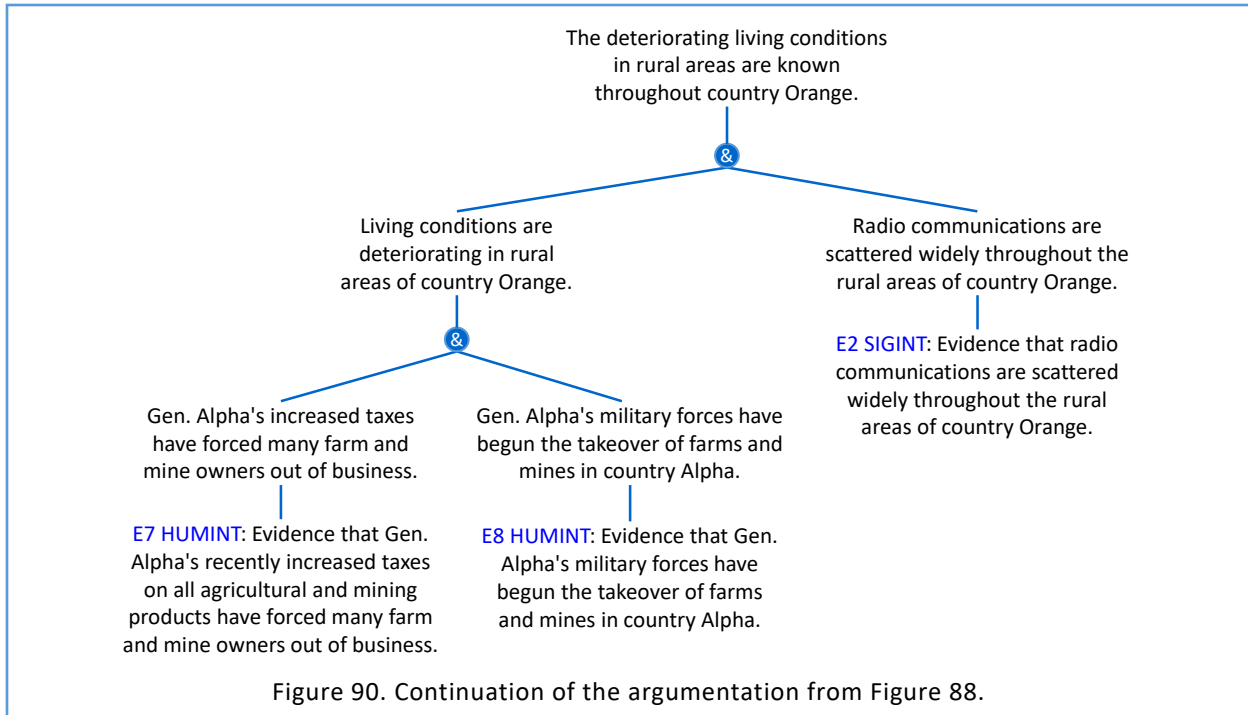 The deteriorating living conditions
in rural areas are known
throughout country Orange.
&
Living conditions are
deteriorating in rural
areas of country Orange.
Radio communications are
scattered widely throughout the
rural areas of country Orange.
&
E2 SIGINT: Evidence that radio
communications are scattered
widely throughout the rural
areas of country Orange.
Gen. Alpha's increased taxes
have forced many farm and
mine owners out of business.
Gen. Alpha's military forces have
begun the takeover of farms and
mines in country Alpha.
E7 HUMINT: Evidence that Gen.
Alpha's recently increased taxes
on all agricultural and mining
products have forced many farm
and mine owners out of business.
E8 HUMINT: Evidence that Gen.
Alpha's military forces have
begun the takeover of farms
and mines in country Alpha.
Figure 90. Continuation of the argumentation from Figure 88.